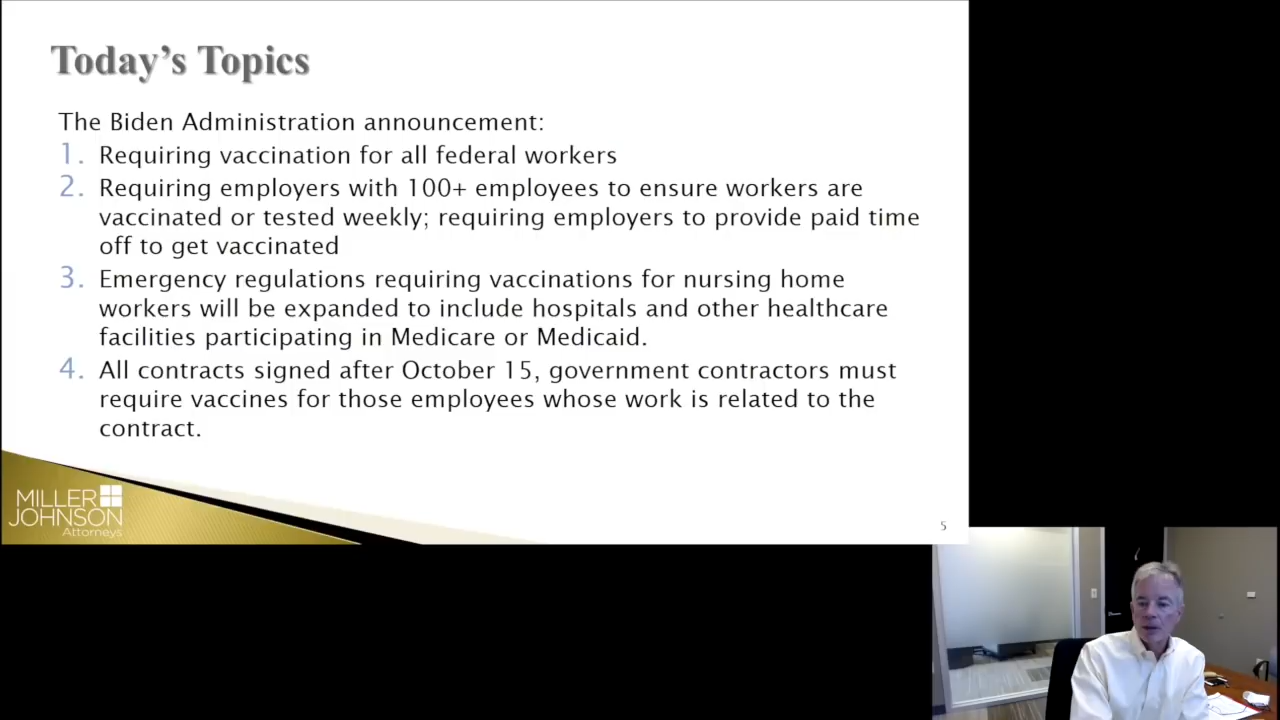 Today's Topics
The Biden Administration announcement:
1. Requiring vaccination for all federal workers
2. Requiring employers with 100+ employees to ensure workers are
vaccinated or tested weekly; requiring employers to provide paid time
off to get vaccinated
3. Emergency regulations requiring vaccinations for nursing home
workers will be expanded to include hospitals and other healthcare
facilities participating in Medicare or Medicaid.
4. All contracts signed after October 15, government contractors must
require vaccines for those employees whose work is related to the
contract.
MILLER
JOHNSON
Attorneys
5